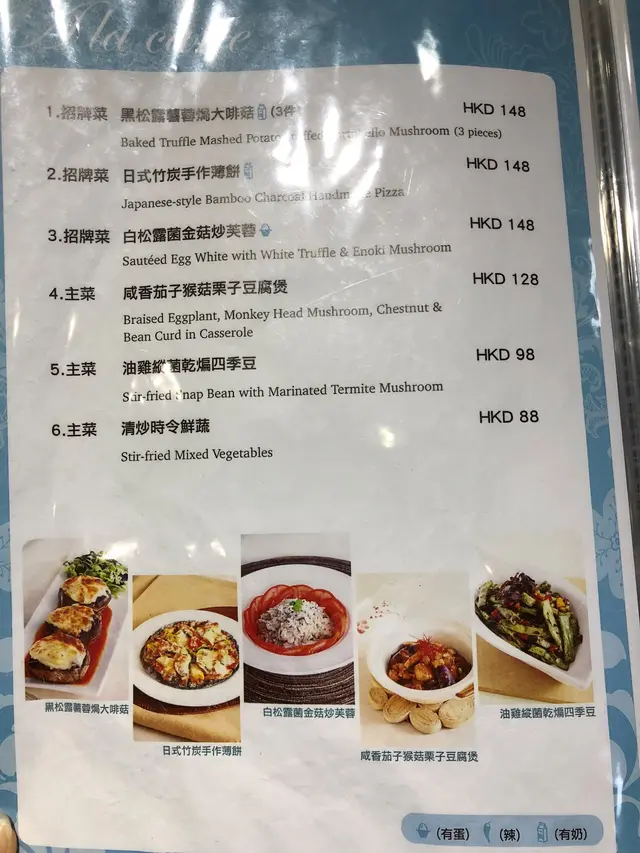 A la carte
1.招牌菜 黑松露薯蓉焗大啡菇 (3件) HKD 148
Baked Truffle Mashed Potato Mushroom (3 pieces)
2.招牌菜 日式竹炭手作薄餅 HKD 148
Japanese-style Bamboo Charcoal Handmade Pizza
3.招牌菜 白松露菌金菇炒芙蓉 HKD 148
Sautéed Egg White with White Truffle & Enoki Mushroom
4.主菜 咸香茄子猴菇栗子豆腐煲 HKD 128
Braised Eggplant, Monkey Head Mushroom, Chestnut &
Bean Curd in Casserole
5.主菜 油雞縱菌乾煸四季豆 HKD 98
Stir-fried Snap Bean with Marinated Termite Mushroom
6.主菜 清炒時令鮮蔬 HKD 88
Stir-fried Mixed Vegetables
黑松露薯蓉焗大啡菇
日式竹炭手作薄餅
白松露菌金菇炒芙蓉
咸香茄子猴菇栗子豆腐煲
油雞縱菌乾煸四季豆
(有蛋) (辣) (有奶)